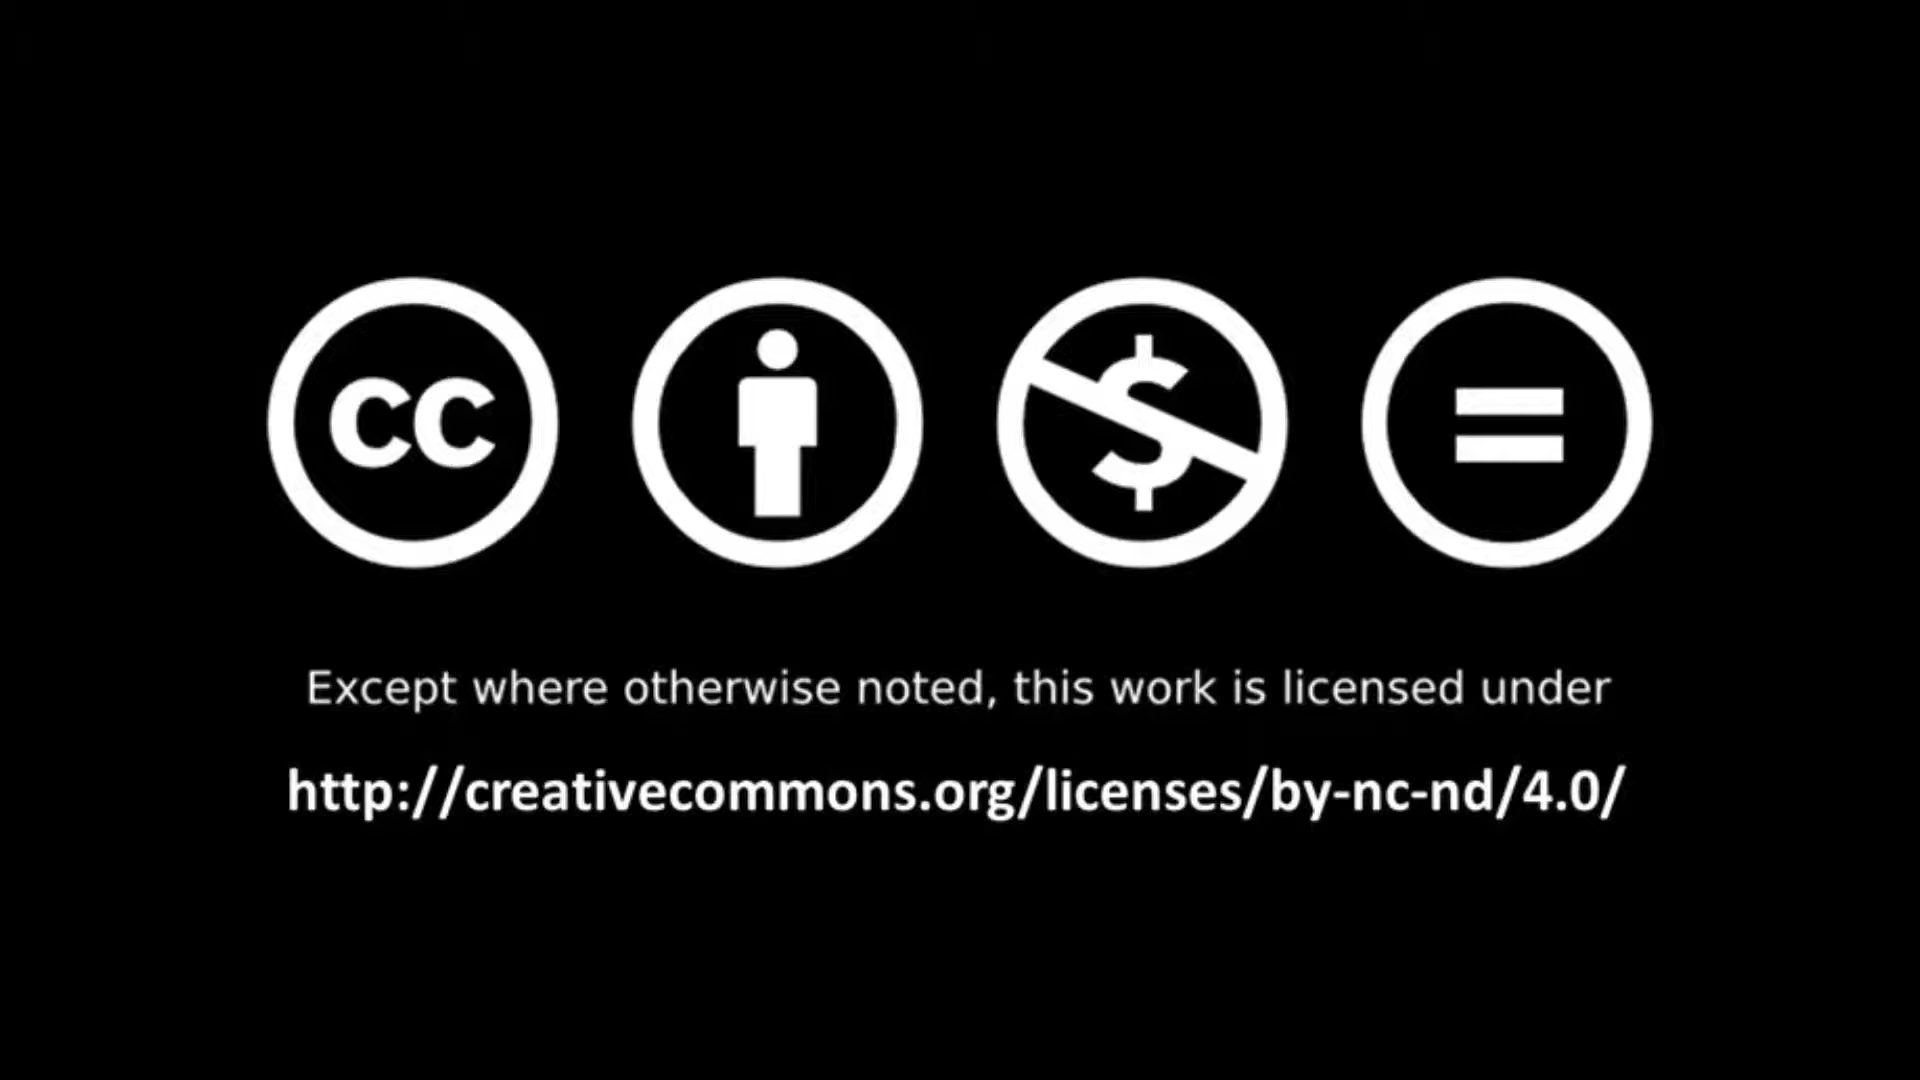 cc
$
=
Except where otherwise noted, this work is licensed under
http://creativecommons.org/licenses/by-nc-nd/4.0/